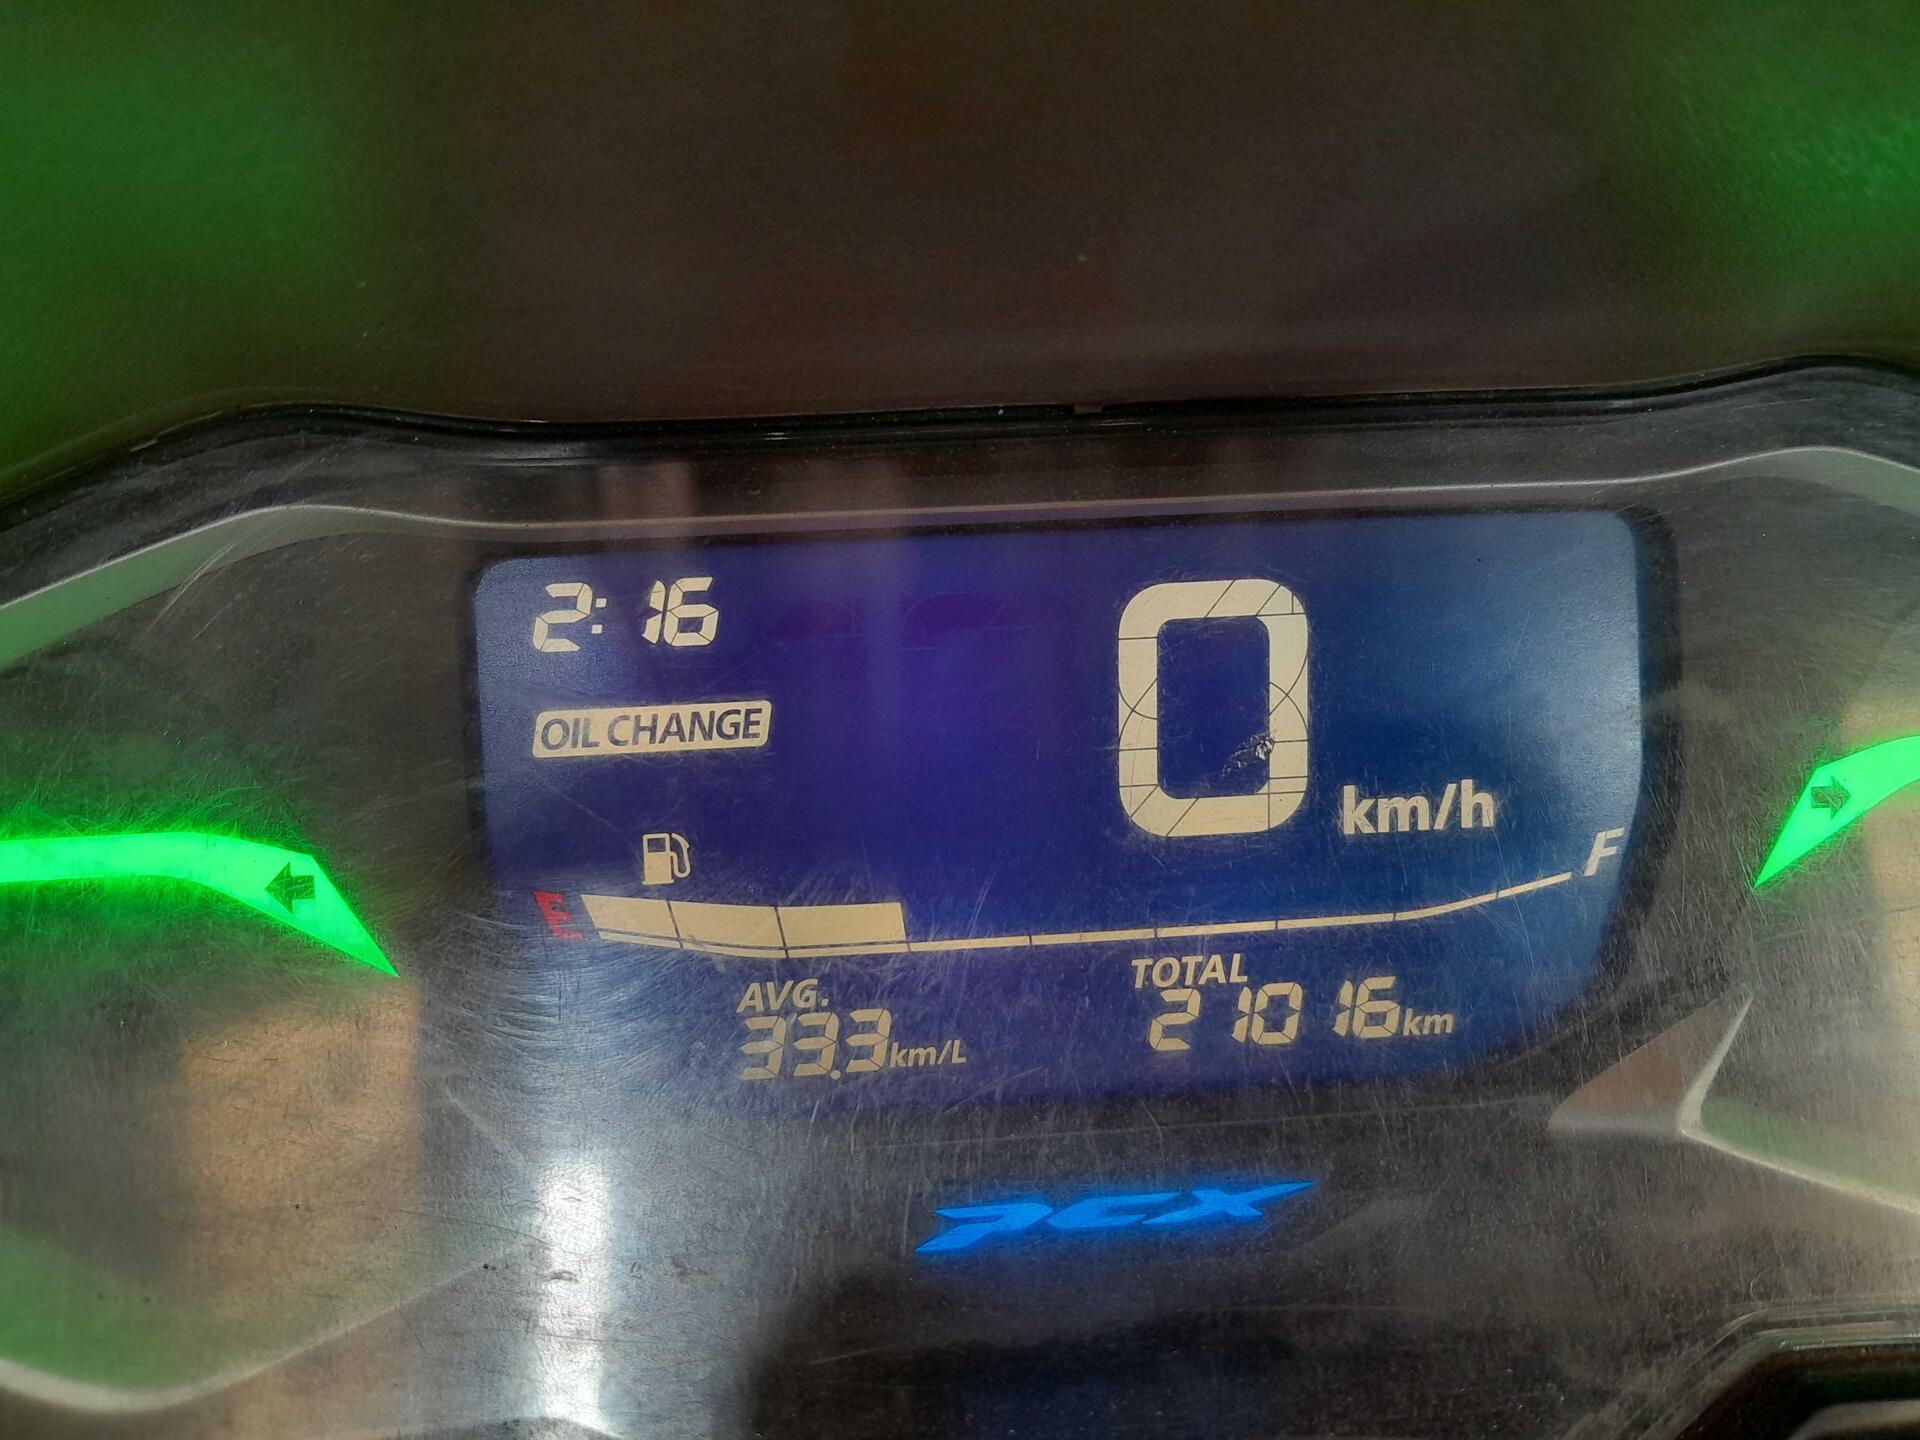 2:16
OIL CHANGE
0 km/h
E F
AVG.
33.3km/L
TOTAL
21016km
PCX